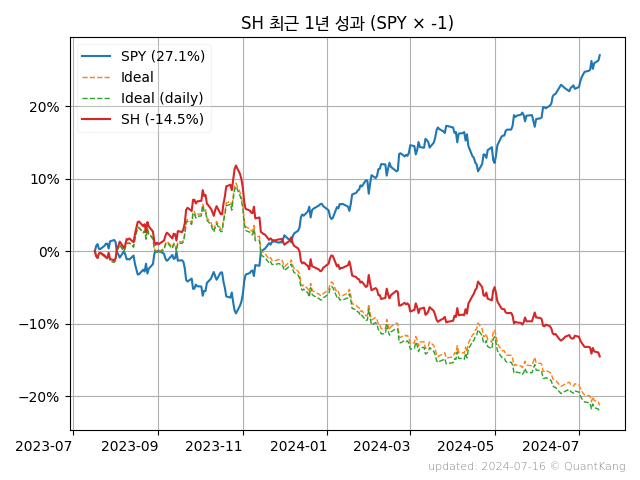 SH 최근 1년 성과 (SPY × -1)
SPY (27.1%)
Ideal
Ideal (daily)
SH (-14.5%)
20%
10%
0%
−10%
−20%
2023-07 2023-09 2023-11 2024-01 2024-03 2024-05 2024-07
updated: 2024-07-16 © QuantKang